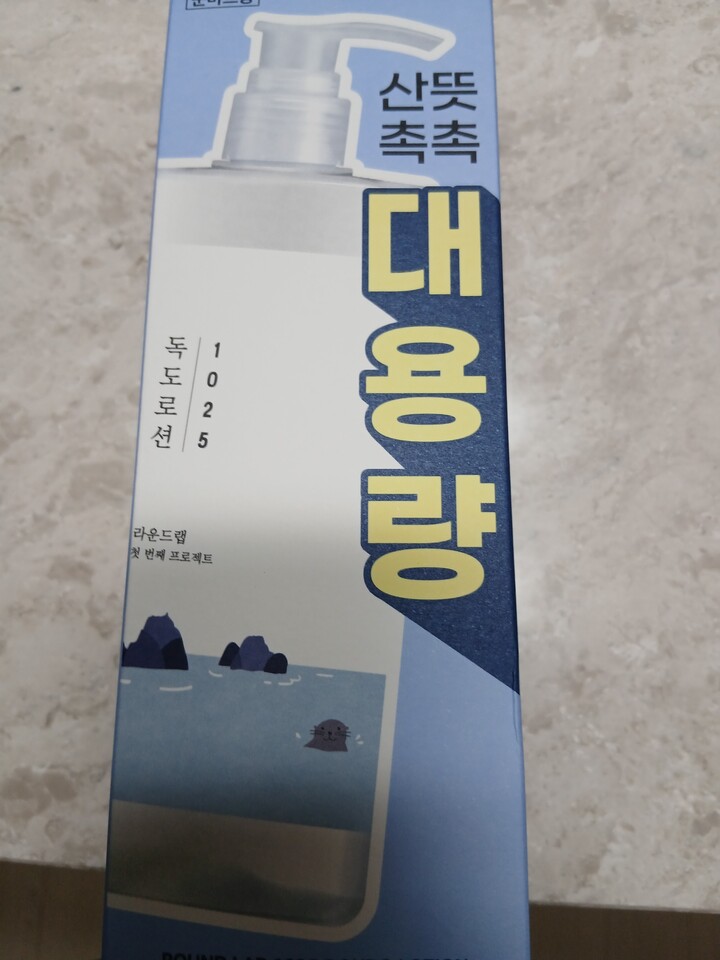 산뜻
촉촉
대용량
독도로션
1025
라운드랩
첫 번째 프로젝트